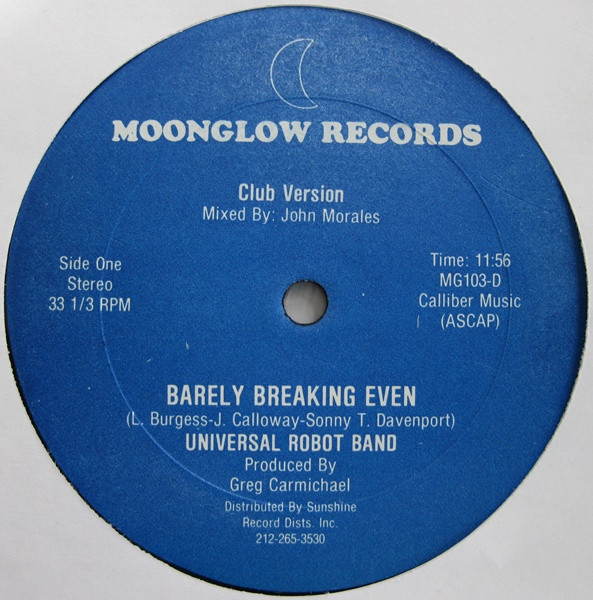 MOONGLOW RECORDS
Club Version
Mixed By: John Morales
Side One
Stereo
33 1/3 RPM
Time: 11:56
MG103-D
Calliber Music
(ASCAP)
BARELY BREAKING EVEN
(L. Burgess-J. Calloway-Sonny T. Davenport)
UNIVERSAL ROBOT BAND
Produced By
Greg Carmichael
Distributed By Sunshine
Record Dists. Inc.
212-265-3530